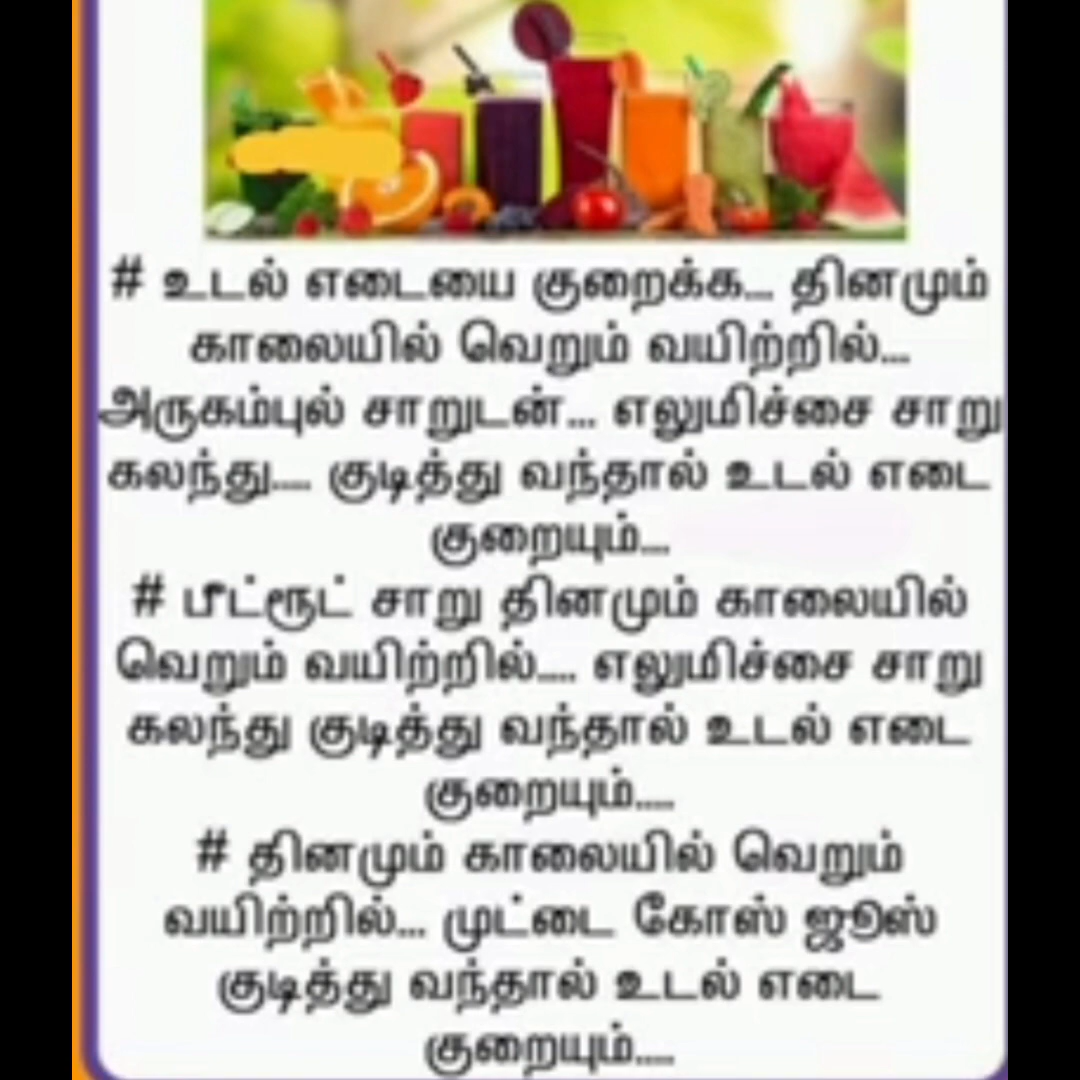 # உடல் எடையை குறைக்க... தினமும்
காலையில் வெறும் வயிற்றில்...
அருகம்புல் சாறுடன்... எலுமிச்சை சாறு
கலந்து.... குடித்து வந்தால் உடல் எடை
குறையும்...
# பீட்ரூட் சாறு தினமும் காலையில்
வெறும் வயிற்றில்.... எலுமிச்சை சாறு
கலந்து குடித்து வந்தால் உடல் எடை
குறையும்....
# தினமும் காலையில் வெறும்
வயிற்றில்... முட்டை கோஸ் ஜூஸ்
குடித்து வந்தால் உடல் எடை
குறையும்....